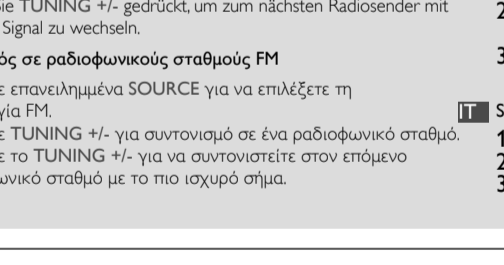 ie TUNING +/- gedrückt, um zum nächsten Radiosender mit
Signal zu wechseln.
ός σε ραδιοφωνικούς σταθμούς FM
ε επανειλημμένα SOURCE για να επιλέξετε τη
γία FM.
ε TUNING +/- για συντονισμό σε ένα ραδιοφωνικό σταθμό.
ε το TUNING +/- για να συντονιστείτε στον επόμενο
ωνικό σταθμό με το πιο ισχυρό σήμα.
2
3
IT S
1
2
3